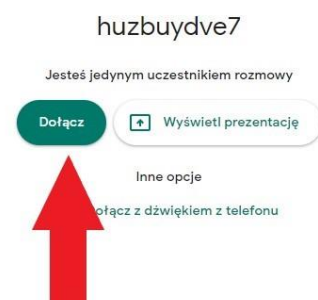 huzbuydve7
Jesteś jedynym uczestnikiem rozmowy
Dołącz
Wyświetl prezentację
Inne opcje
ołącz z dźwiękiem z telefonu